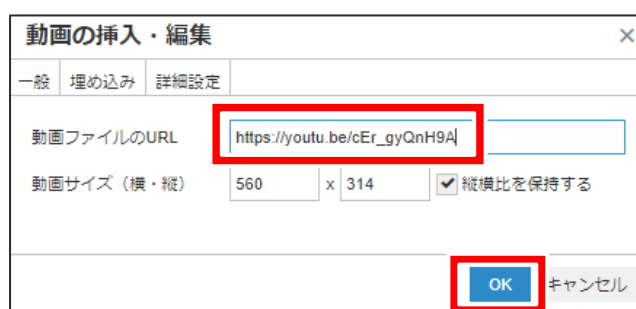 動画の挿入・編集 ×
一般 埋め込み 詳細設定
動画ファイルのURL https://youtu.be/cEr_gyQnH9A
動画サイズ（横・縦） 560 x 314 縦横比を保持する
OK キャンセル